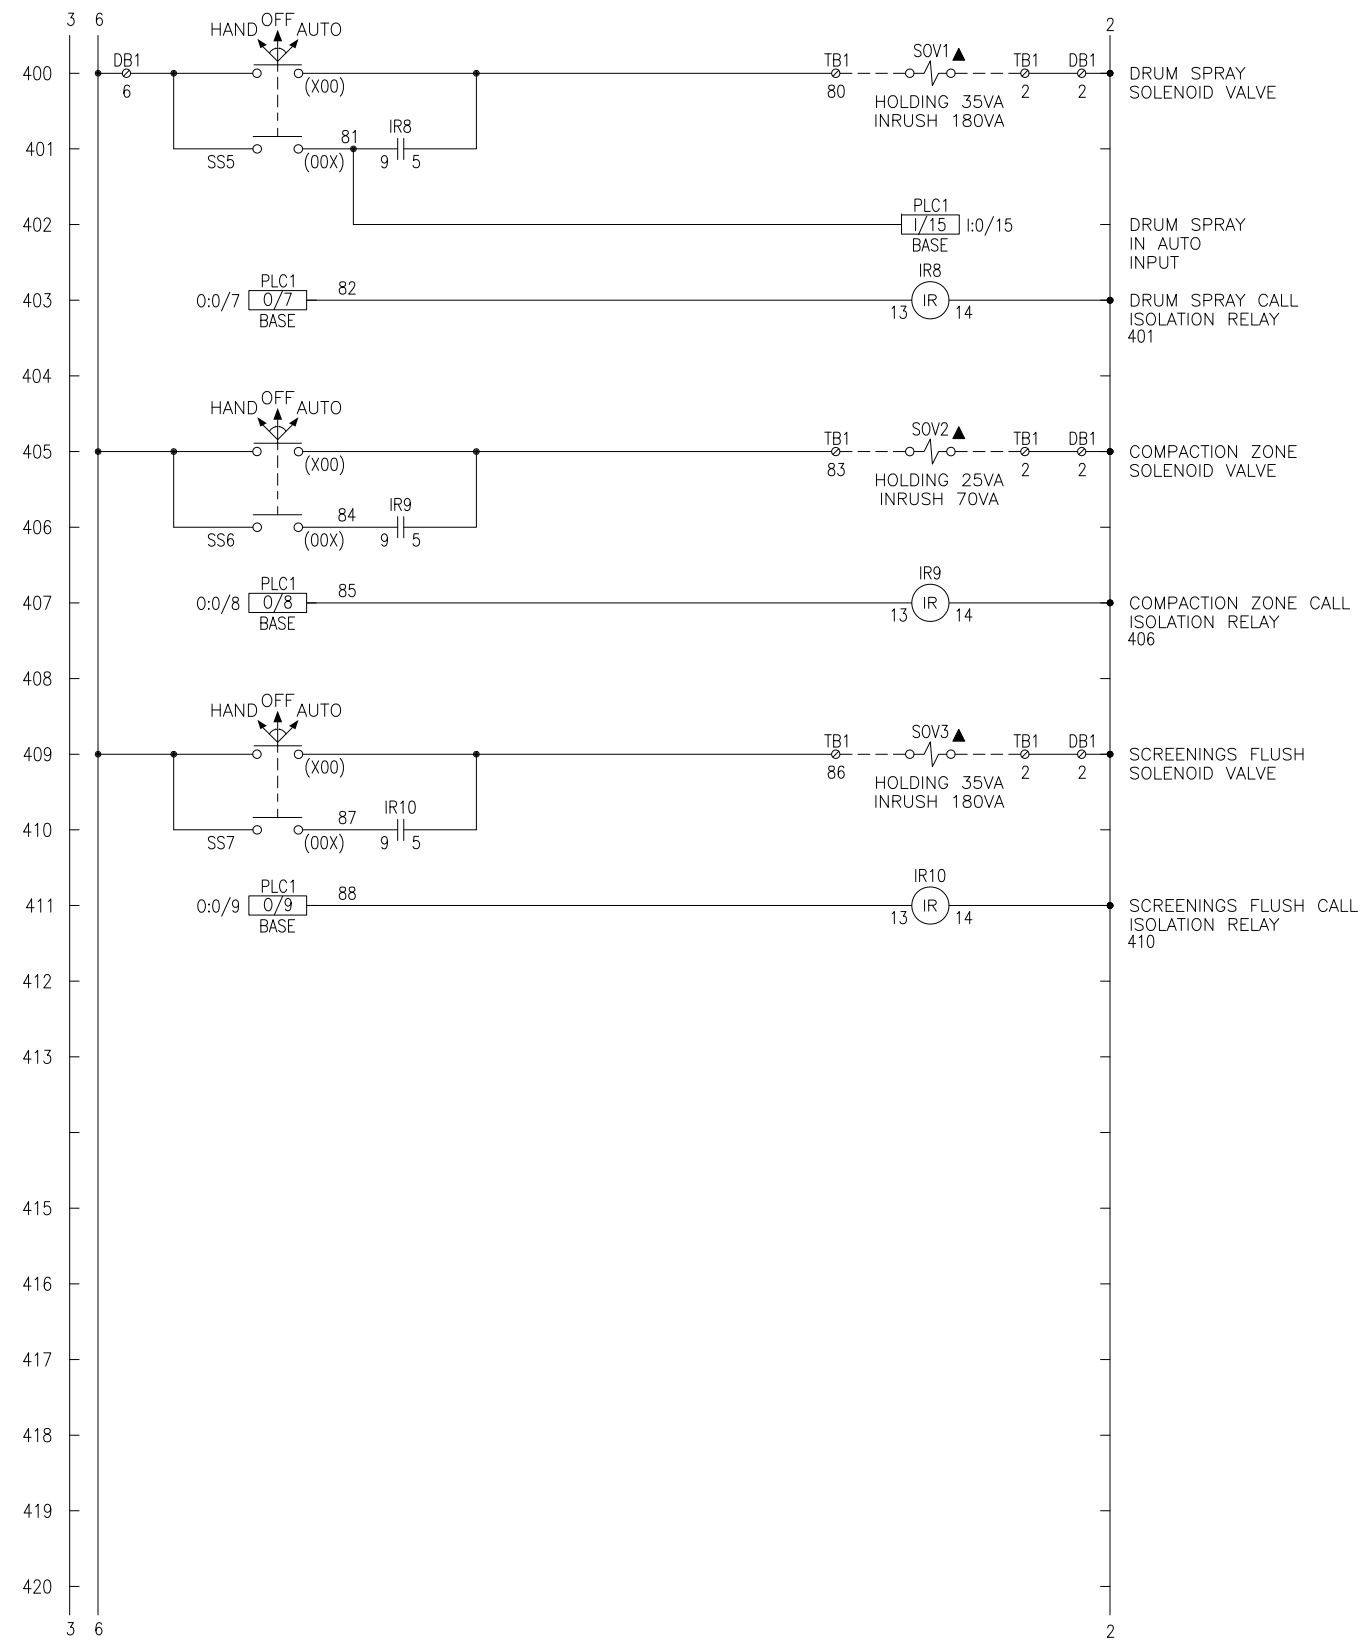 3 6
2
HAND OFF AUTO
400
DB1
6
(X00)
TB1
80
SOV1
HOLDING 35VA
INRUSH 180VA
TB1
2
DB1
2
DRUM SPRAY
SOLENOID VALVE
401
SS5
81
(00X)
IR8
9 5
402
PLC1
I/15
BASE
I:0/15
DRUM SPRAY
IN AUTO
INPUT
403
O:0/7
PLC1
O/7
BASE
82
IR8
13 IR 14
DRUM SPRAY CALL
ISOLATION RELAY
401
404
HAND OFF AUTO
405
(X00)
TB1
83
SOV2
HOLDING 25VA
INRUSH 70VA
TB1
2
DB1
2
COMPACTION ZONE
SOLENOID VALVE
406
SS6
84
(00X)
IR9
9 5
407
O:0/8
PLC1
O/8
BASE
85
IR9
13 IR 14
COMPACTION ZONE CALL
ISOLATION RELAY
406
408
HAND OFF AUTO
409
(X00)
TB1
86
SOV3
HOLDING 35VA
INRUSH 180VA
TB1
2
DB1
2
SCREENINGS FLUSH
SOLENOID VALVE
410
SS7
87
(00X)
IR10
9 5
411
O:0/9
PLC1
O/9
BASE
88
IR10
13 IR 14
SCREENINGS FLUSH CALL
ISOLATION RELAY
410
412
413
415
416
417
418
419
420
3 6
2